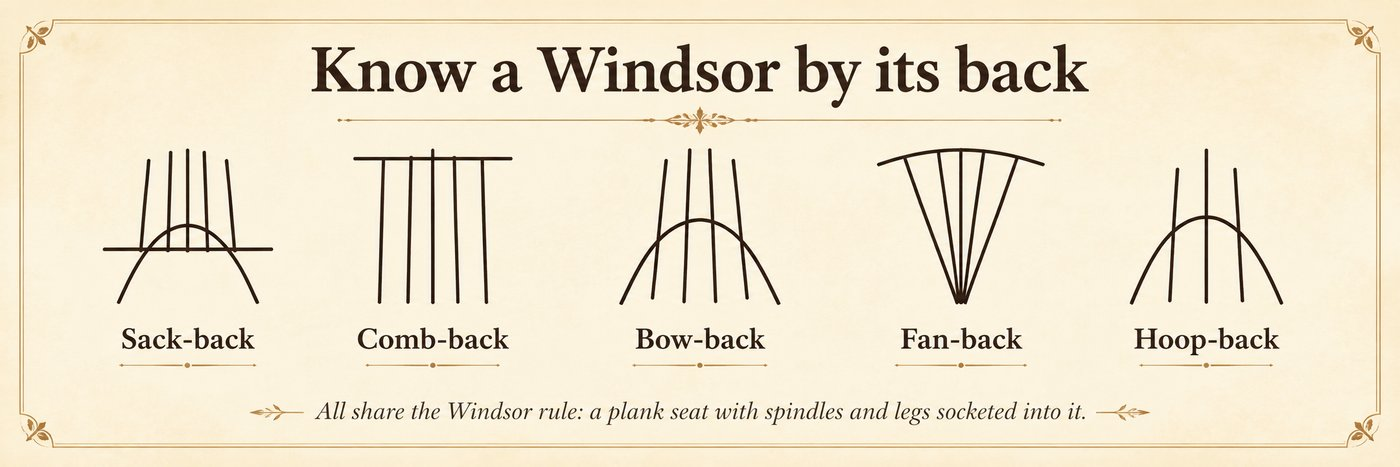 Know a Windsor by its back
Sack-back
Comb-back
Bow-back
Fan-back
Hoop-back
All share the Windsor rule: a plank seat with spindles and legs socketed into it.